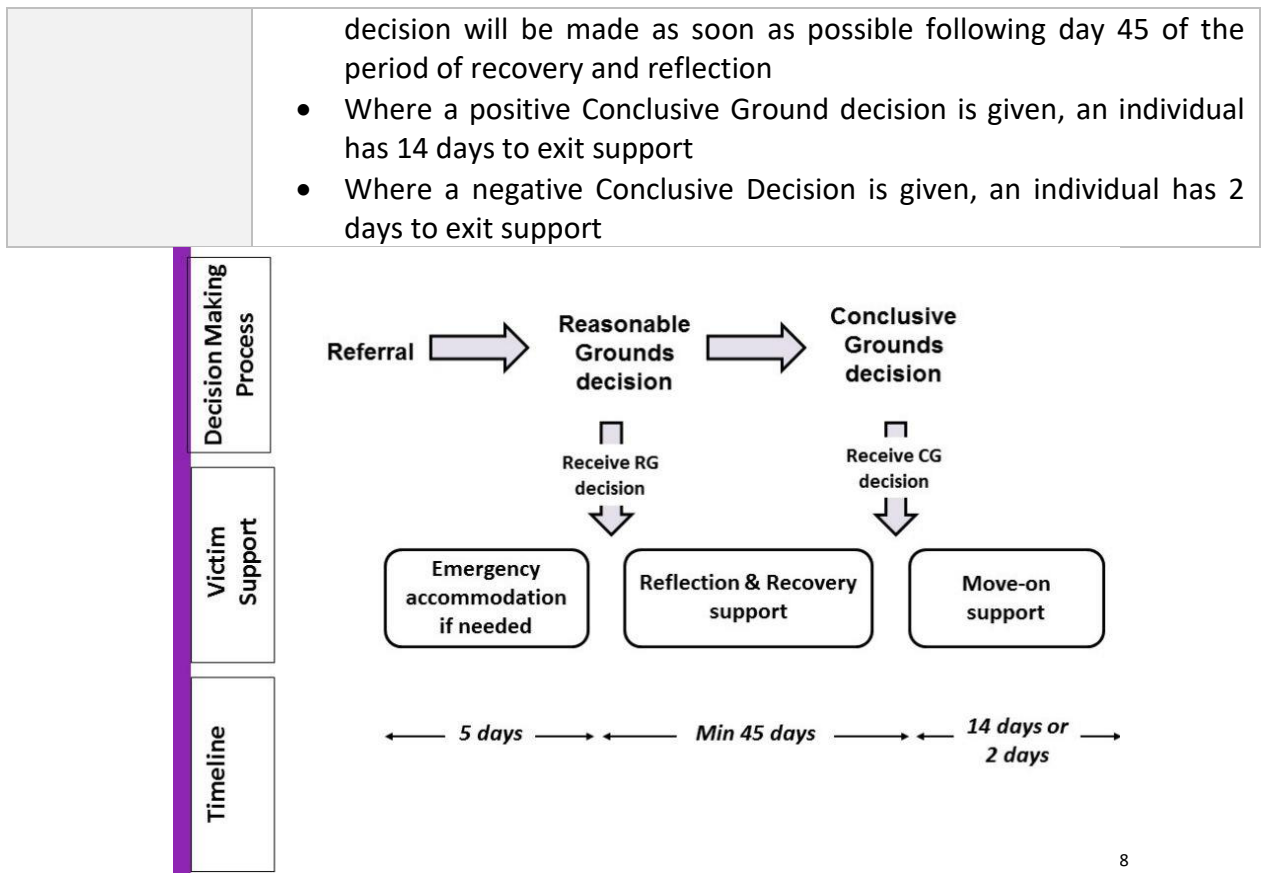 decision will be made as soon as possible following day 45 of the
period of recovery and reflection
• Where a positive Conclusive Ground decision is given, an individual
has 14 days to exit support
• Where a negative Conclusive Decision is given, an individual has 2
days to exit support
Decision Making
Process
Referral
Reasonable
Grounds
decision
Conclusive
Grounds
decision
Receive RG
decision
Receive CG
decision
Victim
Support
Emergency
accommodation
if needed
Reflection & Recovery
support
Move-on
support
Timeline
5 days
Min 45 days
14 days or
2 days
8